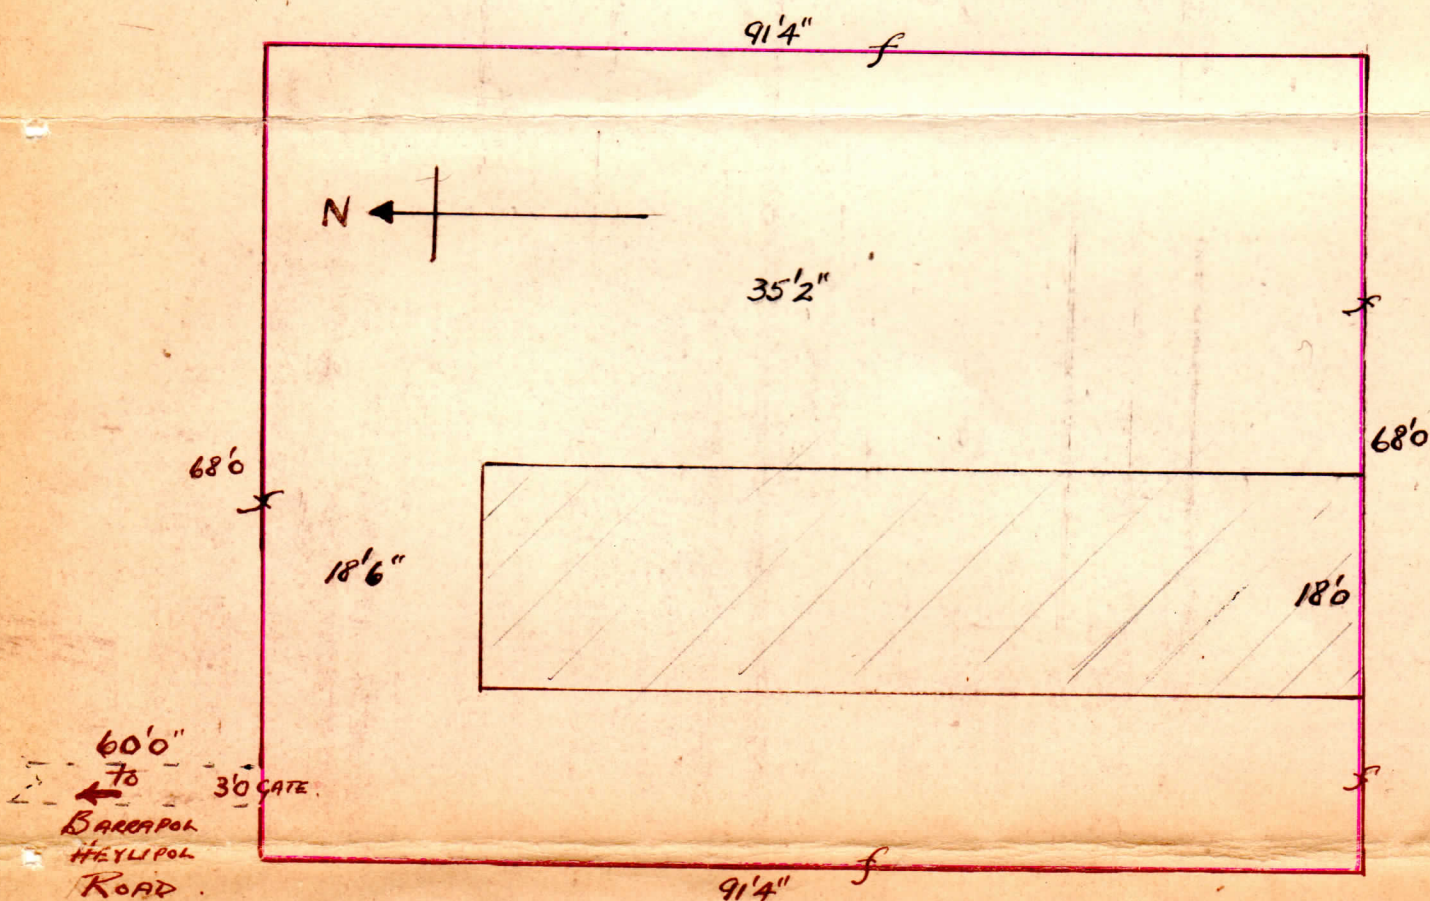 91'4"
f
N
35'2"
f
68'0
68'0
f
18'6"
18'0
60'0"
to
3'0 GATE.
f
BARRAPOL
HEYLIPOL
ROAD.
f
91'4"